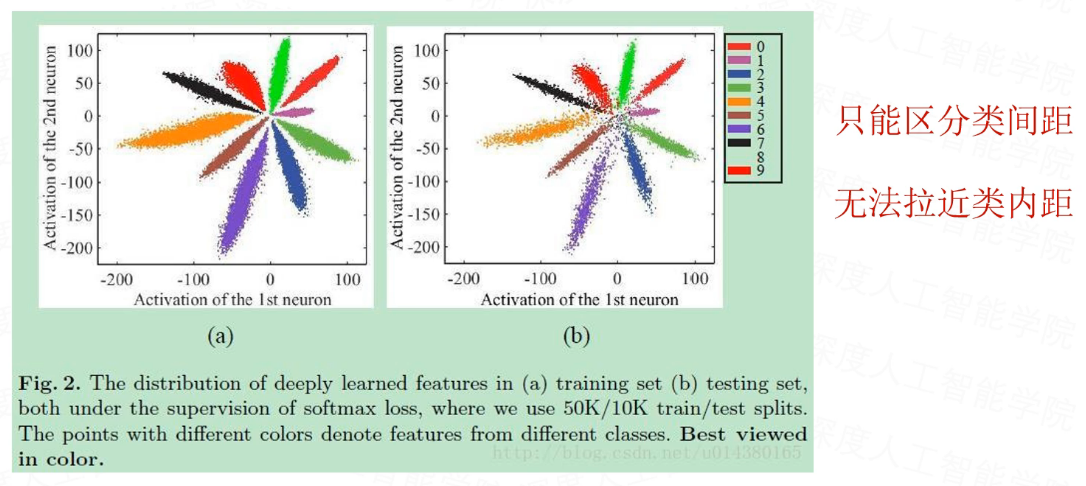 100
50
0
-50
-100
-150
-200
-200
-100
0
100
Activation of the 2nd neuron
Activation of the 1st neuron
(a)
100
50
0
-50
-100
-150
-200
-200
-100
0
100
Activation of the 2nd neuron
Activation of the 1st neuron
(b)
0
1
2
3
4
5
6
7
8
9
只能区分类间距
无法拉近类内距
Fig. 2. The distribution of deeply learned features in (a) training set (b) testing set,
both under the supervision of softmax loss, where we use 50K/10K train/test splits.
The points with different colors denote features from different classes. Best viewed
in color.
http://blog.csdn.net/u014380165
深度人工智能学院